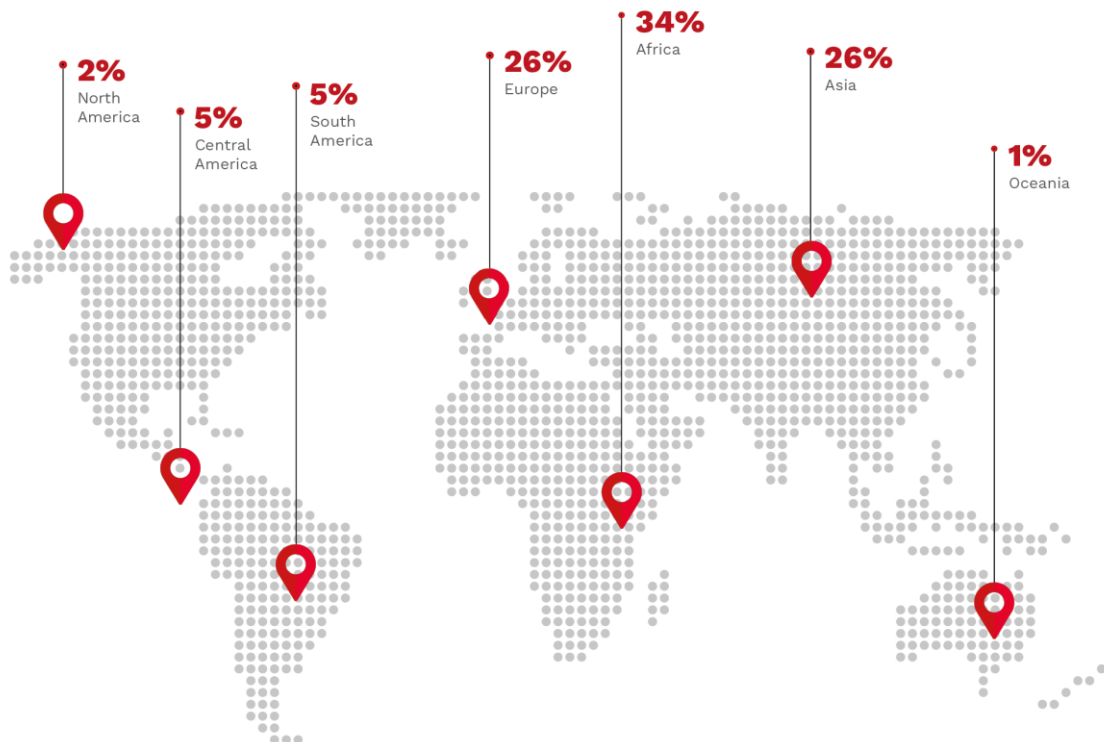 2%
North
America
5%
Central
America
5%
South
America
26%
Europe
34%
Africa
26%
Asia
1%
Oceania